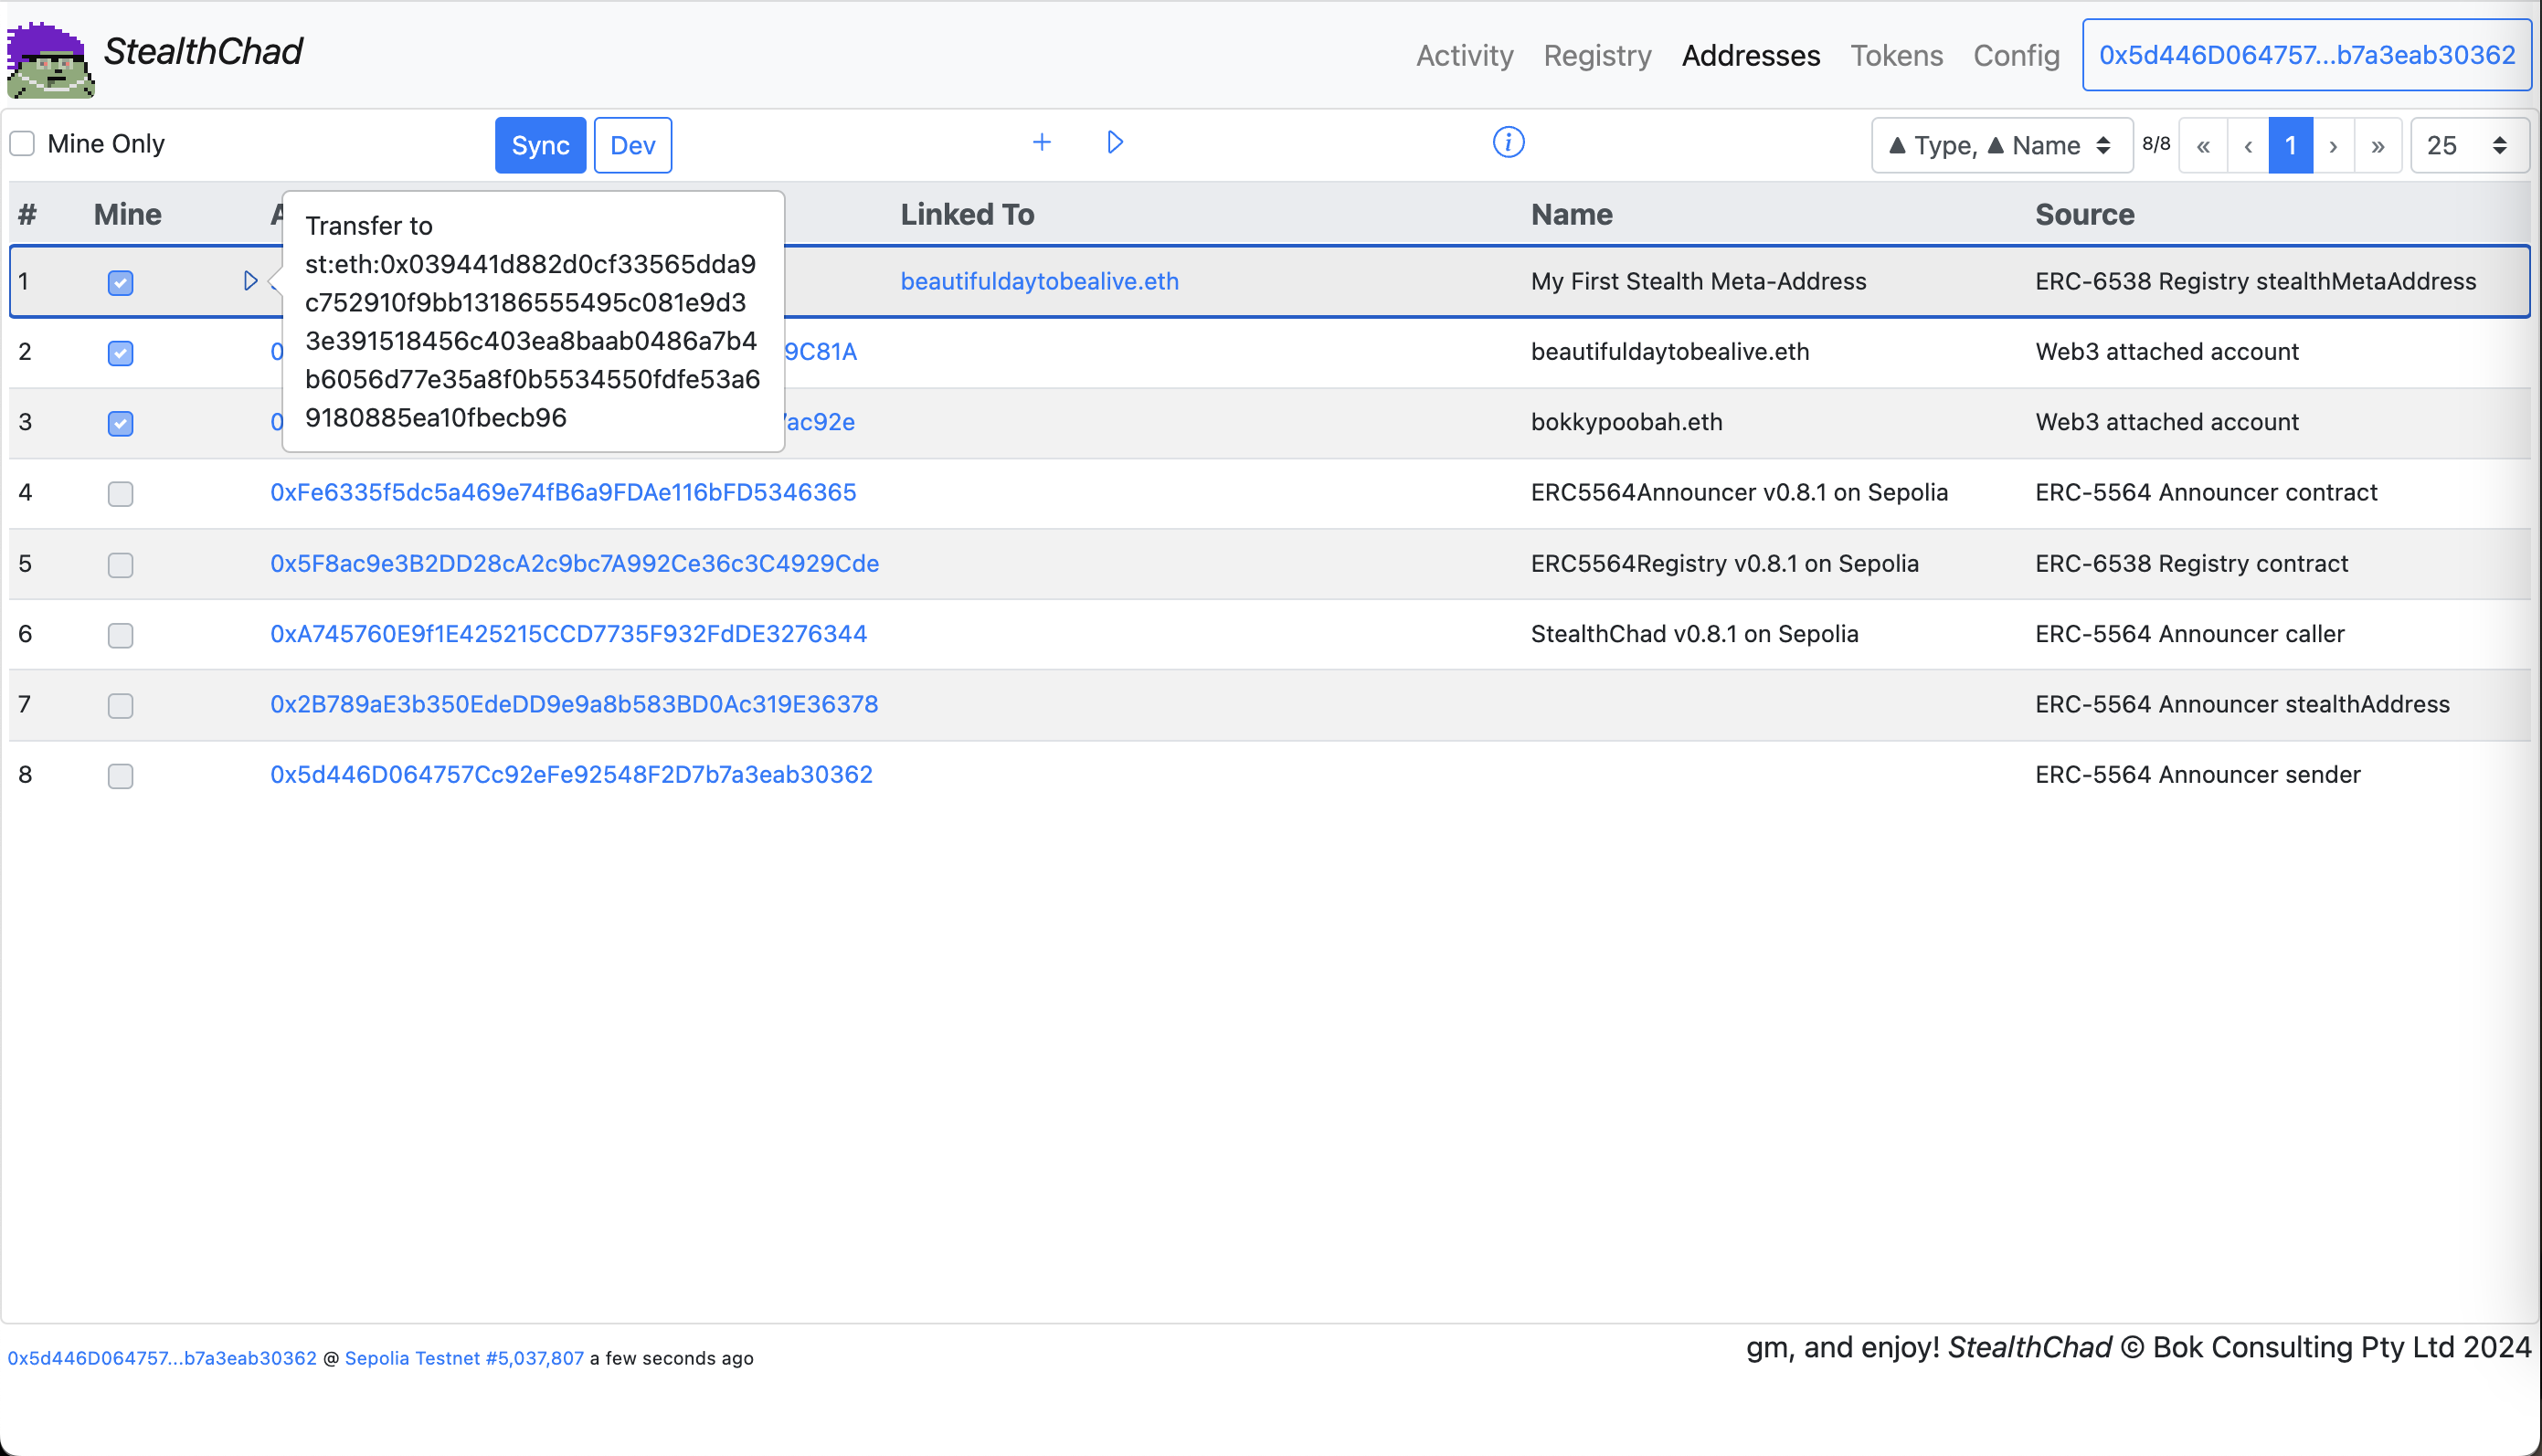 StealthChad
Activity Registry Addresses Tokens Config 0x5d446D064757...b7a3eab30362
Mine Only Sync Dev + i ▲ Type, ▲ Name 8/8 « ‹ 1 › » 25
# Mine Linked To Name Source
Transfer to
st:eth:0x039441d882d0cf33565dda9
c752910f9bb13186555495c081e9d3
3e391518456c403ea8baab0486a7b4
b6056d77e35a8f0b5534550fdfe53a6
9180885ea10fbecb96
1 beautifuldaytobealive.eth My First Stealth Meta-Address ERC-6538 Registry stealthMetaAddress
2 0 9C81A beautifuldaytobealive.eth Web3 attached account
3 0 ac92e bokkypoobah.eth Web3 attached account
4 0xFe6335f5dc5a469e74fB6a9FDAe116bFD5346365 ERC5564Announcer v0.8.1 on Sepolia ERC-5564 Announcer contract
5 0x5F8ac9e3B2DD28cA2c9bc7A992Ce36c3C4929Cde ERC5564Registry v0.8.1 on Sepolia ERC-6538 Registry contract
6 0xA745760E9f1E425215CCD7735F932FdDE3276344 StealthChad v0.8.1 on Sepolia ERC-5564 Announcer caller
7 0x2B789aE3b350EdeDD9e9a8b583BD0Ac319E36378 ERC-5564 Announcer stealthAddress
8 0x5d446D064757Cc92eFe92548F2D7b7a3eab30362 ERC-5564 Announcer sender
0x5d446D064757...b7a3eab30362 @ Sepolia Testnet #5,037,807 a few seconds ago
gm, and enjoy! StealthChad © Bok Consulting Pty Ltd 2024